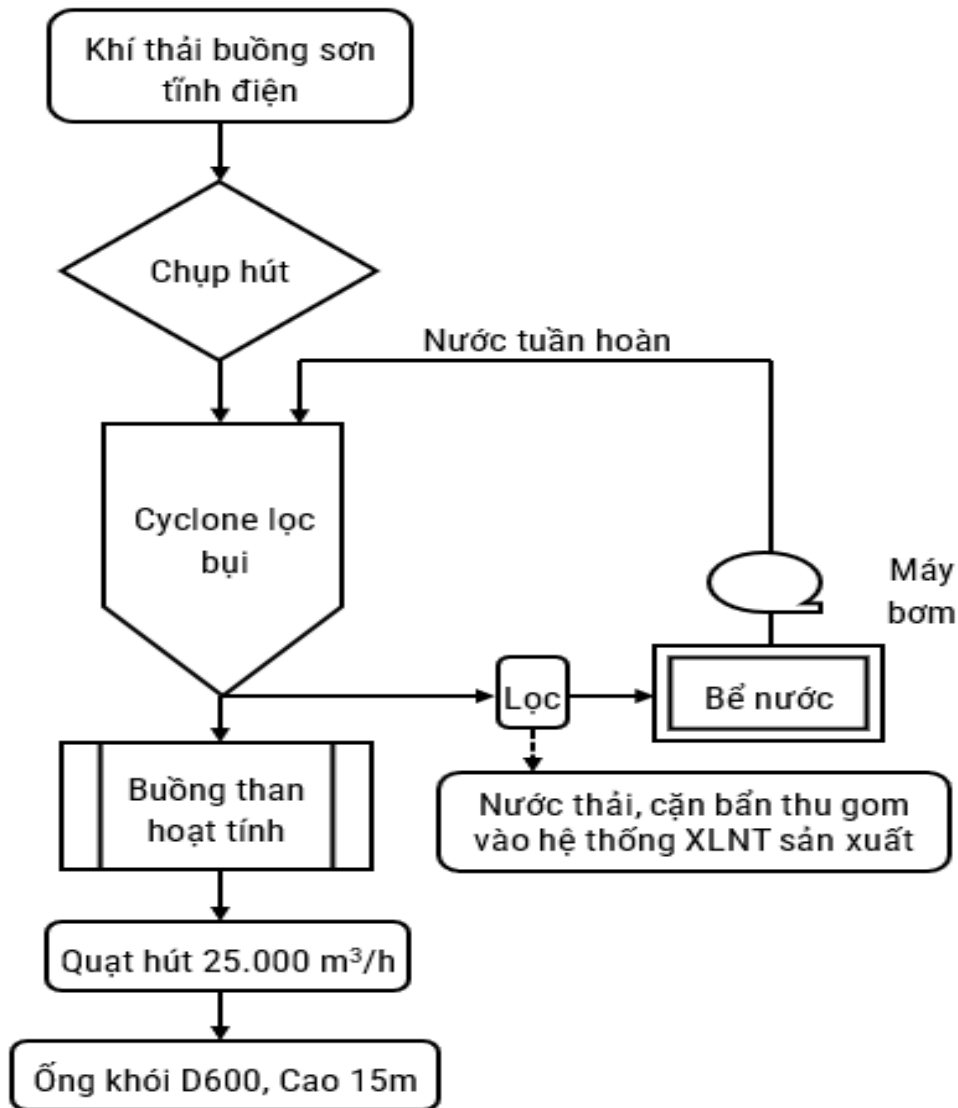 Khí thải buồng sơn
tĩnh điện
Chụp hút
Nước tuần hoàn
Cyclone lọc
bụi
Máy
bơm
Lọc
Bể nước
Buồng than
hoạt tính
Nước thải, cặn bẩn thu gom
vào hệ thống XLNT sản xuất
Quạt hút 25.000 m³/h
Ống khói D600, Cao 15m